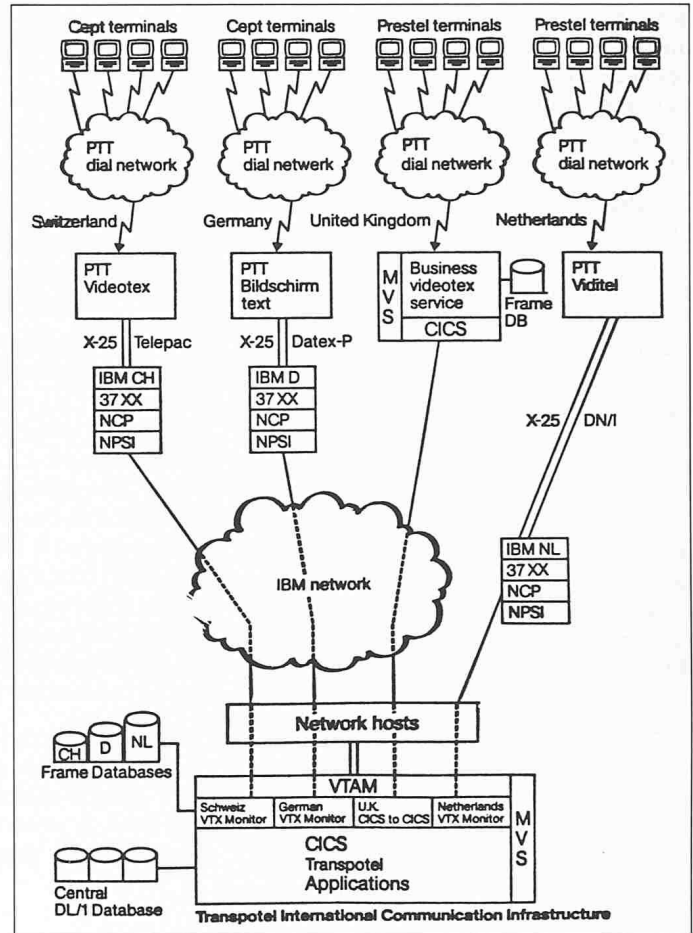 Cept terminals Cept terminals Prestel terminals Prestel terminals
PTT dial network
PTT dial netwerk
PTT dial network
PTT dial network
Switzerland Germany United Kingdom Netherlands
PTT Videotex
PTT Bildschirm text
MVS
Business videotex service
CICS
Frame DB
PTT Viditel
X-25 Telepac
X-25 Datex-P
X-25 DN/I
IBM CH
37 XX
NCP
NPSI
IBM D
37 XX
NCP
NPSI
IBM NL
37 XX
NCP
NPSI
IBM network
Network hosts
CH D NL
Frame Databases
VTAM
Schweiz VTX Monitor
German VTX Monitor
U.K. CICS to CICS
Netherlands VTX Monitor
MVS
CICS
Transpotel
Applications
Central
DL/1 Database
Transpotel International Communication Infrastructure